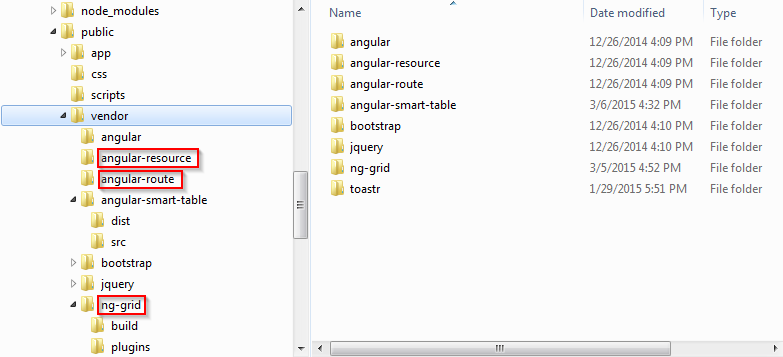 node_modules
public
app
css
scripts
vendor
angular
angular-resource
angular-route
angular-smart-table
dist
src
bootstrap
jquery
ng-grid
build
plugins
Name Date modified Type
angular 12/26/2014 4:09 PM File folder
angular-resource 12/26/2014 4:09 PM File folder
angular-route 12/26/2014 4:09 PM File folder
angular-smart-table 3/6/2015 4:32 PM File folder
bootstrap 12/26/2014 4:10 PM File folder
jquery 12/26/2014 4:10 PM File folder
ng-grid 3/5/2015 4:52 PM File folder
toastr 1/29/2015 5:51 PM File folder